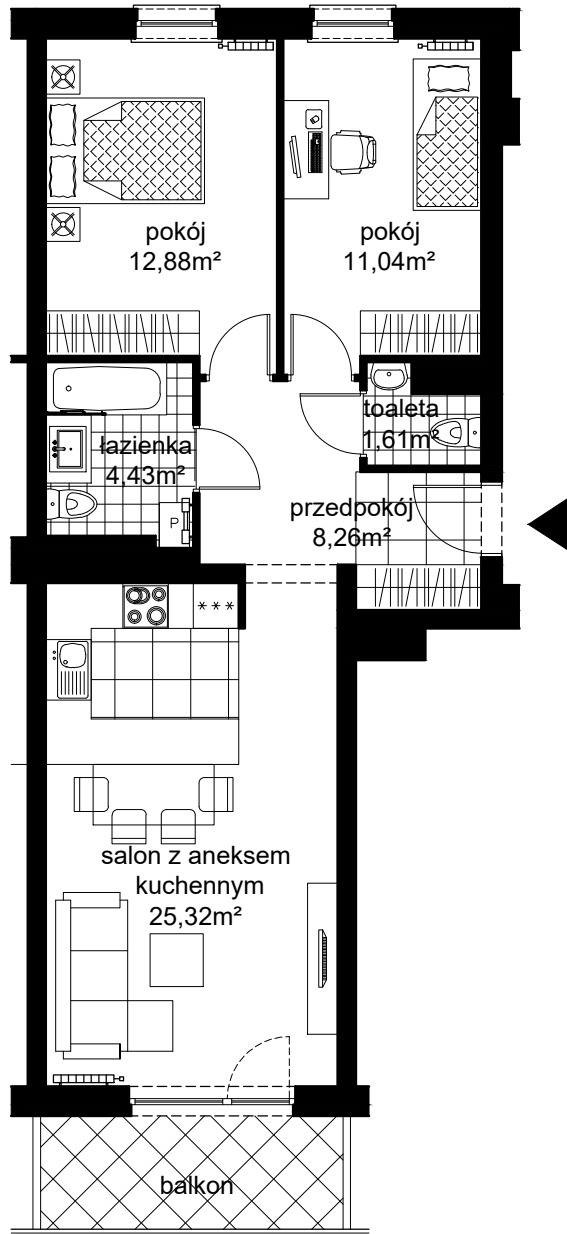 pokój
12,88m²
pokój
11,04m²
toaleta
1,61m²
łazienka
4,43m²
P
przedpokój
8,26m²
***
salon z aneksem
kuchennym
25,32m²
balkon